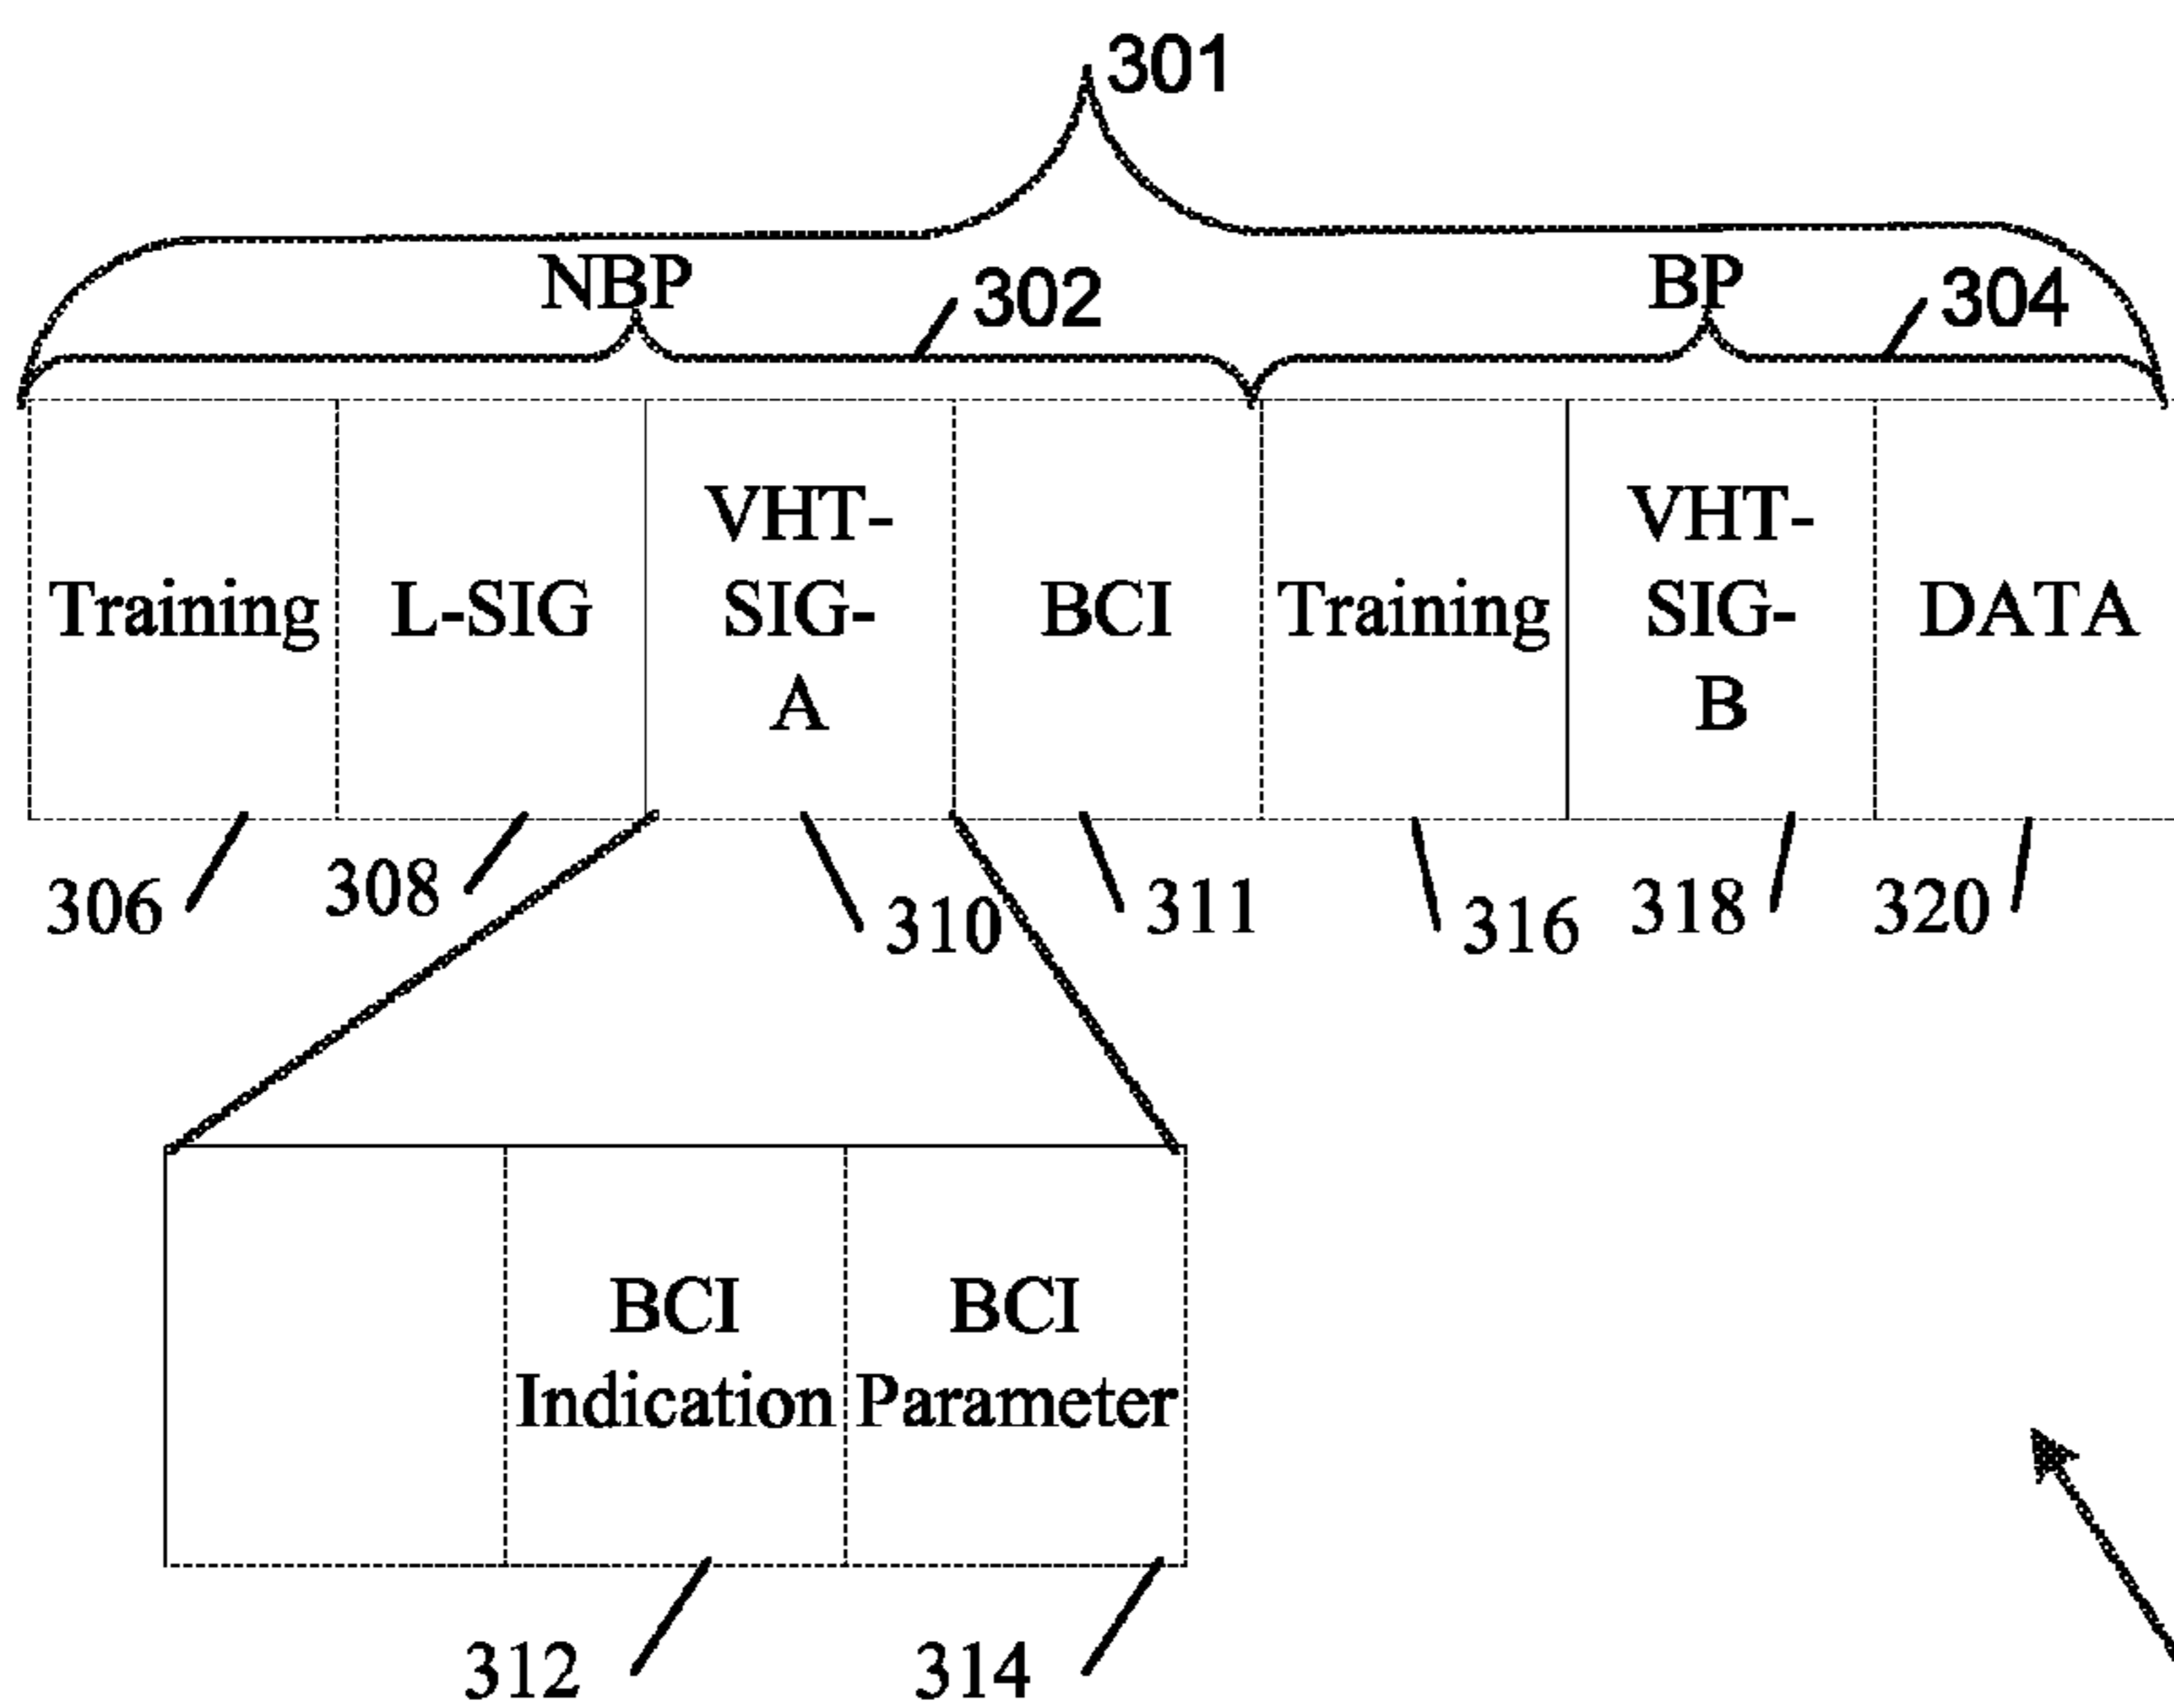 301
NBP
302
BP
304
Training
L-SIG
VHT-
SIG-
A
BCI
Training
VHT-
SIG-
B
DATA
306
308
310
311
316
318
320
BCI
Indication
BCI
Parameter
312
314